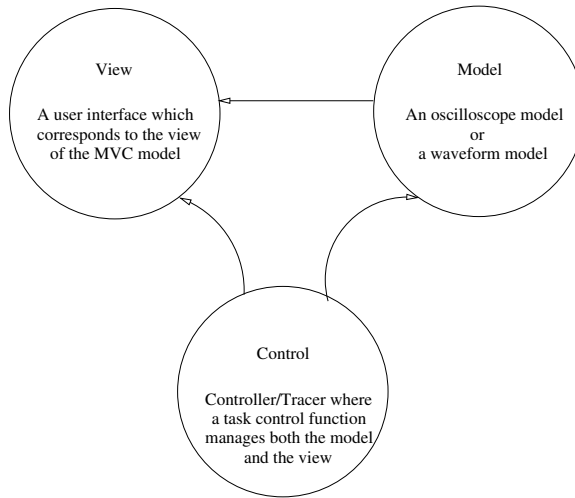 View
A user interface which
corresponds to the view
of the MVC model
Model
An oscilloscope model
or
a waveform model
Control
Controller/Tracer where
a task control function
manages both the model
and the view